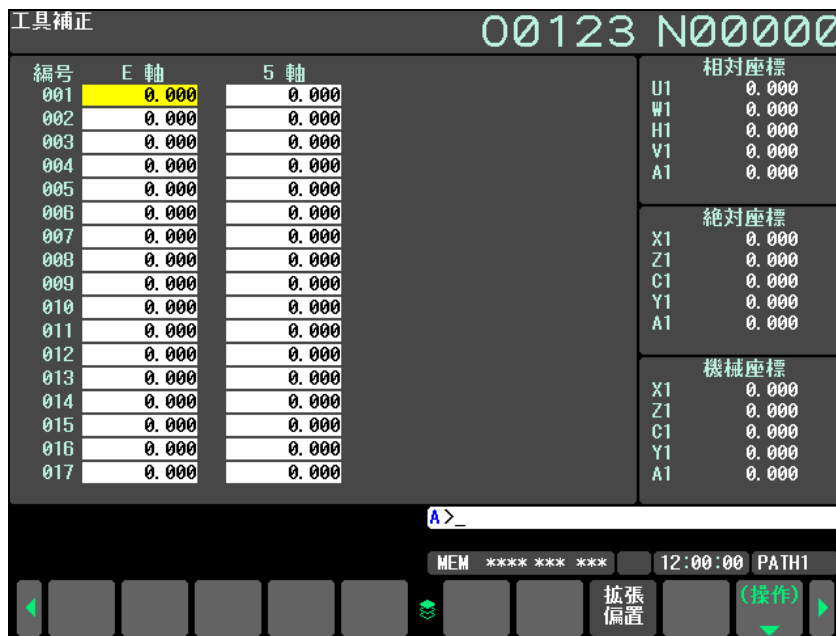 工具補正 O0123 N00000
編号 E 軸 5 軸
001 0.000 0.000
002 0.000 0.000
003 0.000 0.000
004 0.000 0.000
005 0.000 0.000
006 0.000 0.000
007 0.000 0.000
008 0.000 0.000
009 0.000 0.000
010 0.000 0.000
011 0.000 0.000
012 0.000 0.000
013 0.000 0.000
014 0.000 0.000
015 0.000 0.000
016 0.000 0.000
017 0.000 0.000
相対座標
U1 0.000
W1 0.000
H1 0.000
V1 0.000
A1 0.000
絶対座標
X1 0.000
Z1 0.000
C1 0.000
Y1 0.000
A1 0.000
機械座標
X1 0.000
Z1 0.000
C1 0.000
Y1 0.000
A1 0.000
A>_
MEM **** *** *** 12:00:00 PATH1
拡張
偏置
(操作)